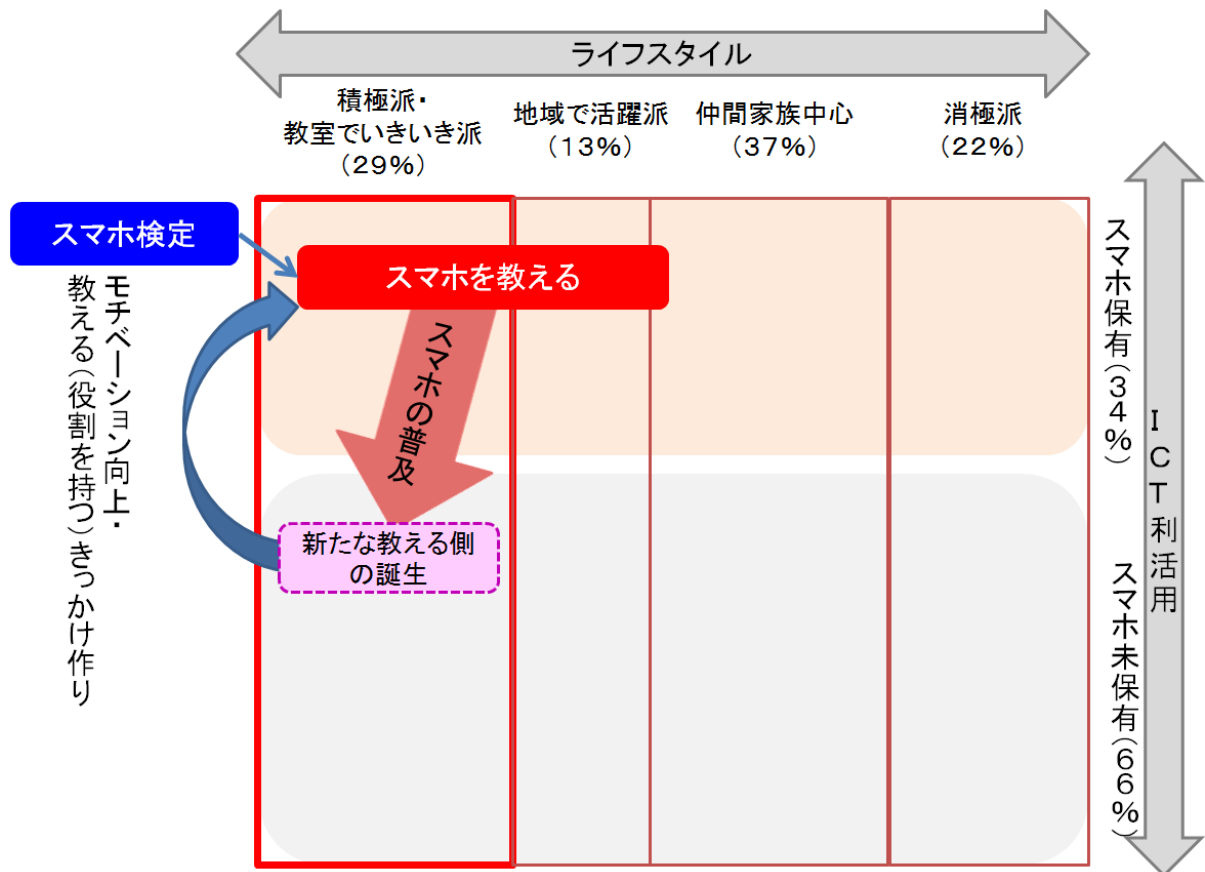 ライフスタイル
積極派・
教室でいきいき派
（29%）
地域で活躍派
（13%）
仲間家族中心
（37%）
消極派
（22%）
スマホ検定
モチベーション向上・
教える（役割を持つ）きっかけ作り
スマホを教える
スマホの普及
新たな教える側
の誕生
スマホ保有（34%）
スマホ未保有（66%）
ICT利活用